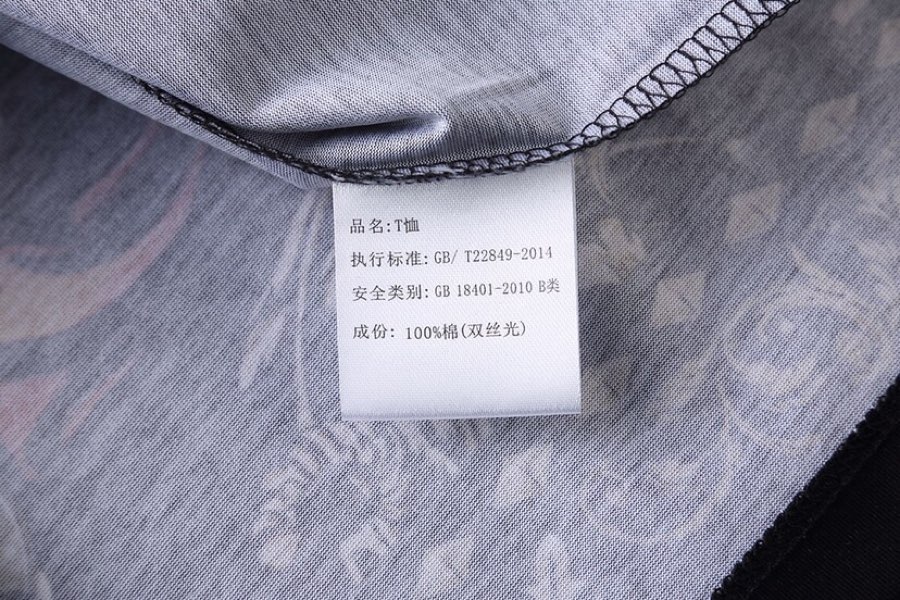 品名:T恤
执行标准: GB/ T22849-2014
安全类别: GB 18401-2010 B类
成份: 100%棉(双丝光)